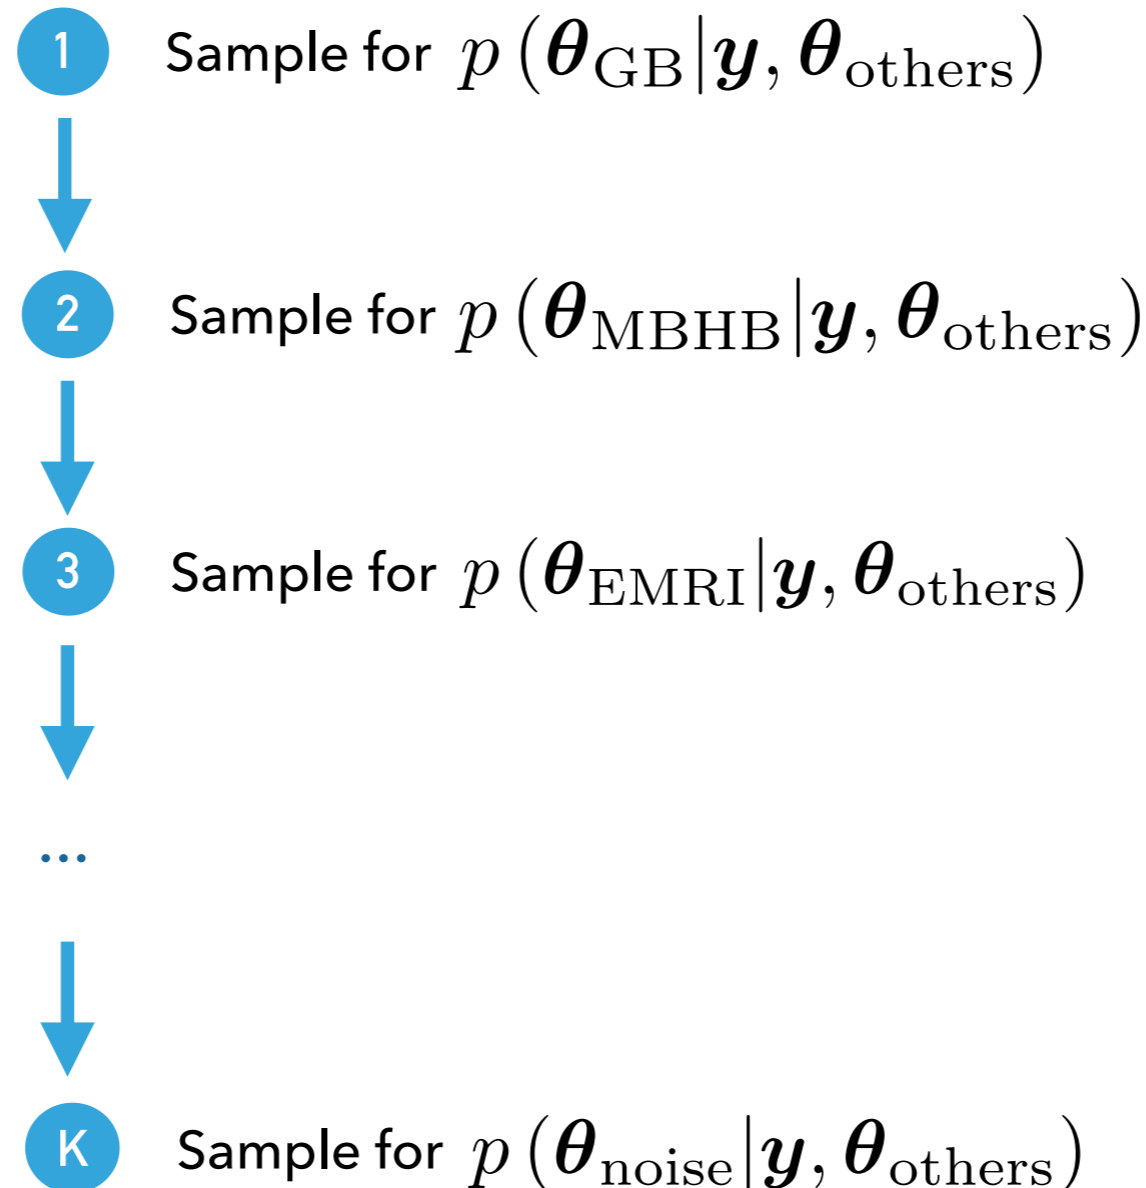 1 Sample for p (θ_GB|y, θ_others)
2 Sample for p (θ_MBHB|y, θ_others)
3 Sample for p (θ_EMRI|y, θ_others)
...
K Sample for p (θ_noise|y, θ_others)